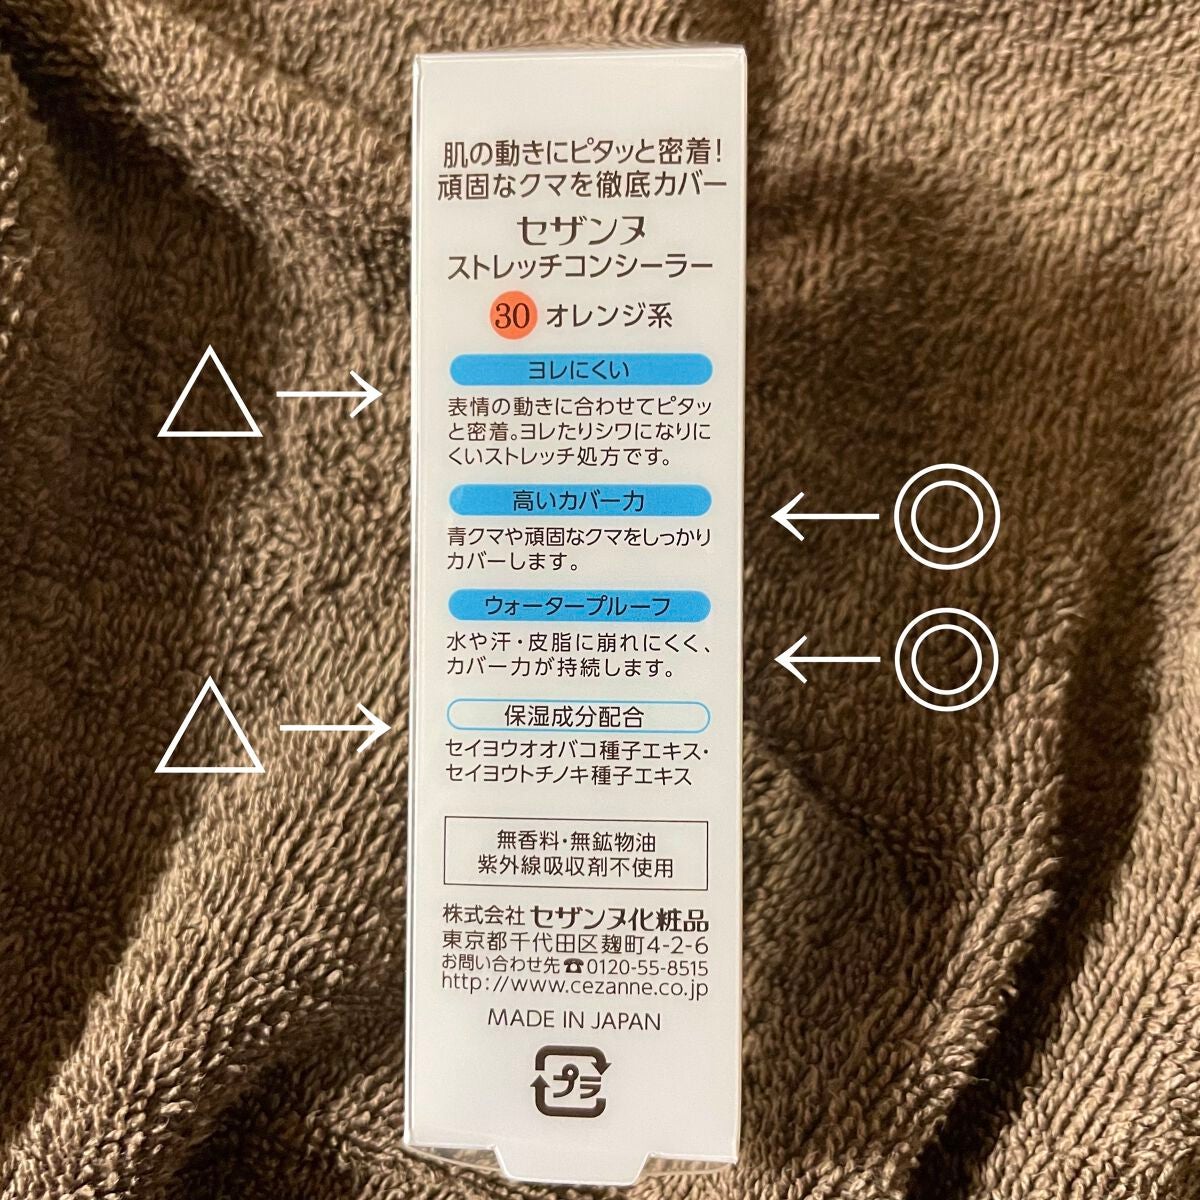 肌の動きにピタッと密着!
頑固なクマを徹底カバー
セザンヌ
ストレッチコンシーラー
30 オレンジ系
ヨレにくい
表情の動きに合わせてピタッ
と密着。ヨレたりシワになりに
くいストレッチ処方です。
高いカバー力
青クマや頑固なクマをしっかり
カバーします。
ウォータープルーフ
水や汗・皮脂に崩れにくく、
カバー力が持続します。
保湿成分配合
セイヨウオオバコ種子エキス・
セイヨウトチノキ種子エキス
無香料・無鉱物油
紫外線吸収剤不使用
株式会社 セザンヌ化粧品
東京都千代田区麹町4-2-6
お問い合わせ先☎0120-55-8515
http://www.cezanne.co.jp
MADE IN JAPAN
プラ